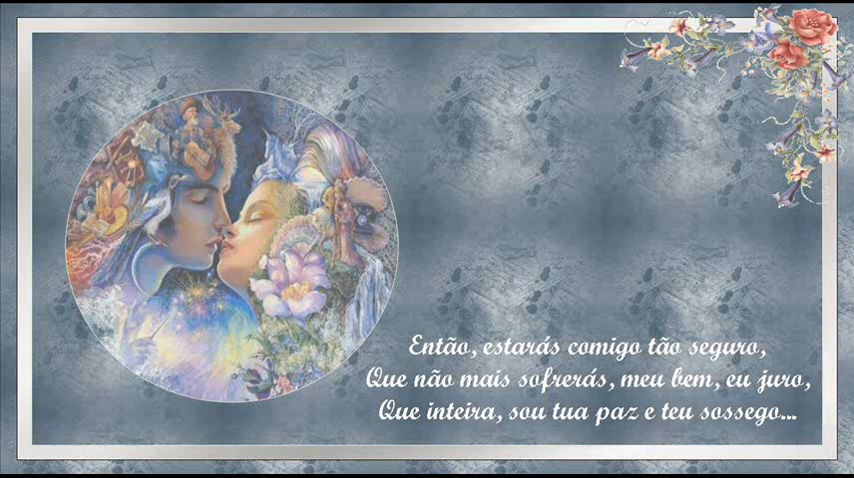 Então, estarás comigo tão seguro,
Que não mais sofrerás, meu bem, eu juro,
Que inteira, sou tua paz e teu sossego...